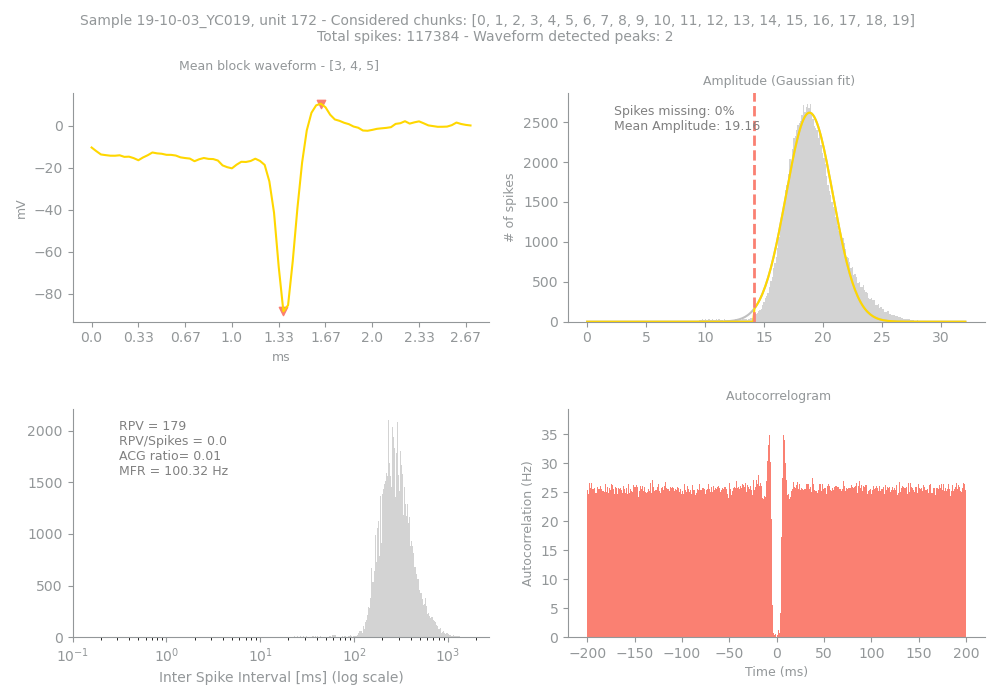 Sample 19-10-03_YC019, unit 172 - Considered chunks: [0, 1, 2, 3, 4, 5, 6, 7, 8, 9, 10, 11, 12, 13, 14, 15, 16, 17, 18, 19]
Total spikes: 117384 - Waveform detected peaks: 2
Mean block waveform - [3, 4, 5]
0
−20
−40
−60
−80
mV
0.0 0.33 0.67 1.0 1.33 1.67 2.0 2.33 2.67
ms
Amplitude (Gaussian fit)
Spikes missing: 0%
Mean Amplitude: 19.16
2500
2000
1500
1000
500
0
# of spikes
0 5 10 15 20 25 30
RPV = 179
RPV/Spikes = 0.0
ACG ratio= 0.01
MFR = 100.32 Hz
2000
1500
1000
500
0
10⁻¹ 10⁰ 10¹ 10² 10³
Inter Spike Interval [ms] (log scale)
Autocorrelogram
35
30
25
20
15
10
5
0
Autocorrelation (Hz)
−200 −150 −100 −50 0 50 100 150 200
Time (ms)